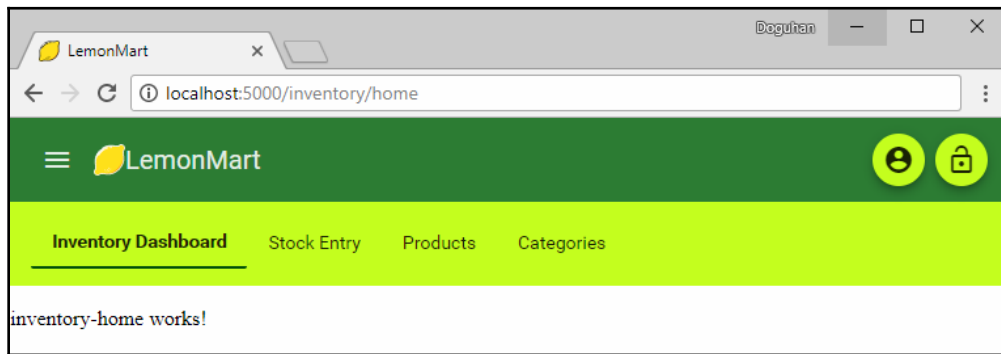 Doguhan
LemonMart
localhost:5000/inventory/home
LemonMart
Inventory Dashboard Stock Entry Products Categories
inventory-home works!